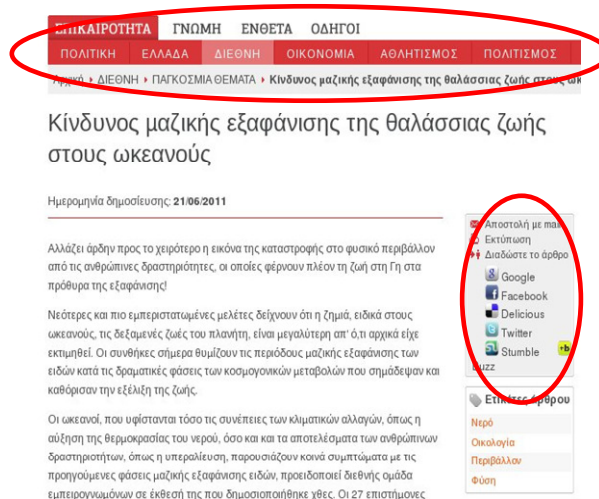 ΕΠΙΚΑΙΡΟΤΗΤΑ ΓΝΩΜΗ ΕΝΘΕΤΑ ΟΔΗΓΟΙ
ΠΟΛΙΤΙΚΗ ΕΛΛΑΔΑ ΔΙΕΘΝΗ ΟΙΚΟΝΟΜΙΑ ΑΘΛΗΤΙΣΜΟΣ ΠΟΛΙΤΙΣΜΟΣ
Αρχική ΔΙΕΘΝΗ ΠΑΓΚΟΣΜΙΑ ΘΕΜΑΤΑ Κίνδυνος μαζικής εξαφάνισης της θαλάσσιας ζωής στους
Κίνδυνος μαζικής εξαφάνισης της θαλάσσιας ζωής
στους ωκεανούς
Ημερομηνία δημοσίευσης: 21/06/2011
Αλλάζει άρδην προς το χειρότερο η εικόνα της καταστροφής στο φυσικό περιβάλλον
από τις ανθρώπινες δραστηριότητες, οι οποίες φέρνουν πλέον τη ζωή στη Γη στα
πρόθυρα της εξαφάνισης!
Νεότερες και πιο εμπεριστατωμένες μελέτες δείχνουν ότι η ζημιά, ειδικά στους
ωκεανούς, τις δεξαμενές ζωές του πλανήτη, είναι μεγαλύτερη απ' ό,τι αρχικά είχε
εκτιμηθεί. Οι συνθήκες σήμερα θυμίζουν τις περιόδους μαζικής εξαφάνισης των
ειδών κατά τις δραματικές φάσεις των κοσμογονικών μεταβολών που σημάδεψαν και
καθόρισαν την εξέλιξη της ζωής.
Οι ωκεανοί, που υφίστανται τόσο τις συνέπειες των κλιματικών αλλαγών, όπως η
αύξηση της θερμοκρασίας του νερού, όσο και και τα αποτελέσματα των ανθρώπινων
δραστηριοτήτων, όπως η υπεραλίευση, παρουσιάζουν κοινά συμπτώματα με τις
προηγούμενες φάσεις μαζικής εξαφάνισης ειδών, προειδοποιεί διεθνής ομάδα
εμπειρογνωμόνων σε έκθεσή της που δημοσιοποιήθηκε χθες. Οι 27 επιστήμονες
Αποστολή με mail
Εκτύπωση
Διαδώστε το άρθρο
Google
Facebook
Delicious
Twitter
Stumble
Buzz
Ετικέτες άρθρου
Νερό
Οικολογία
Περιβάλλον
Φύση